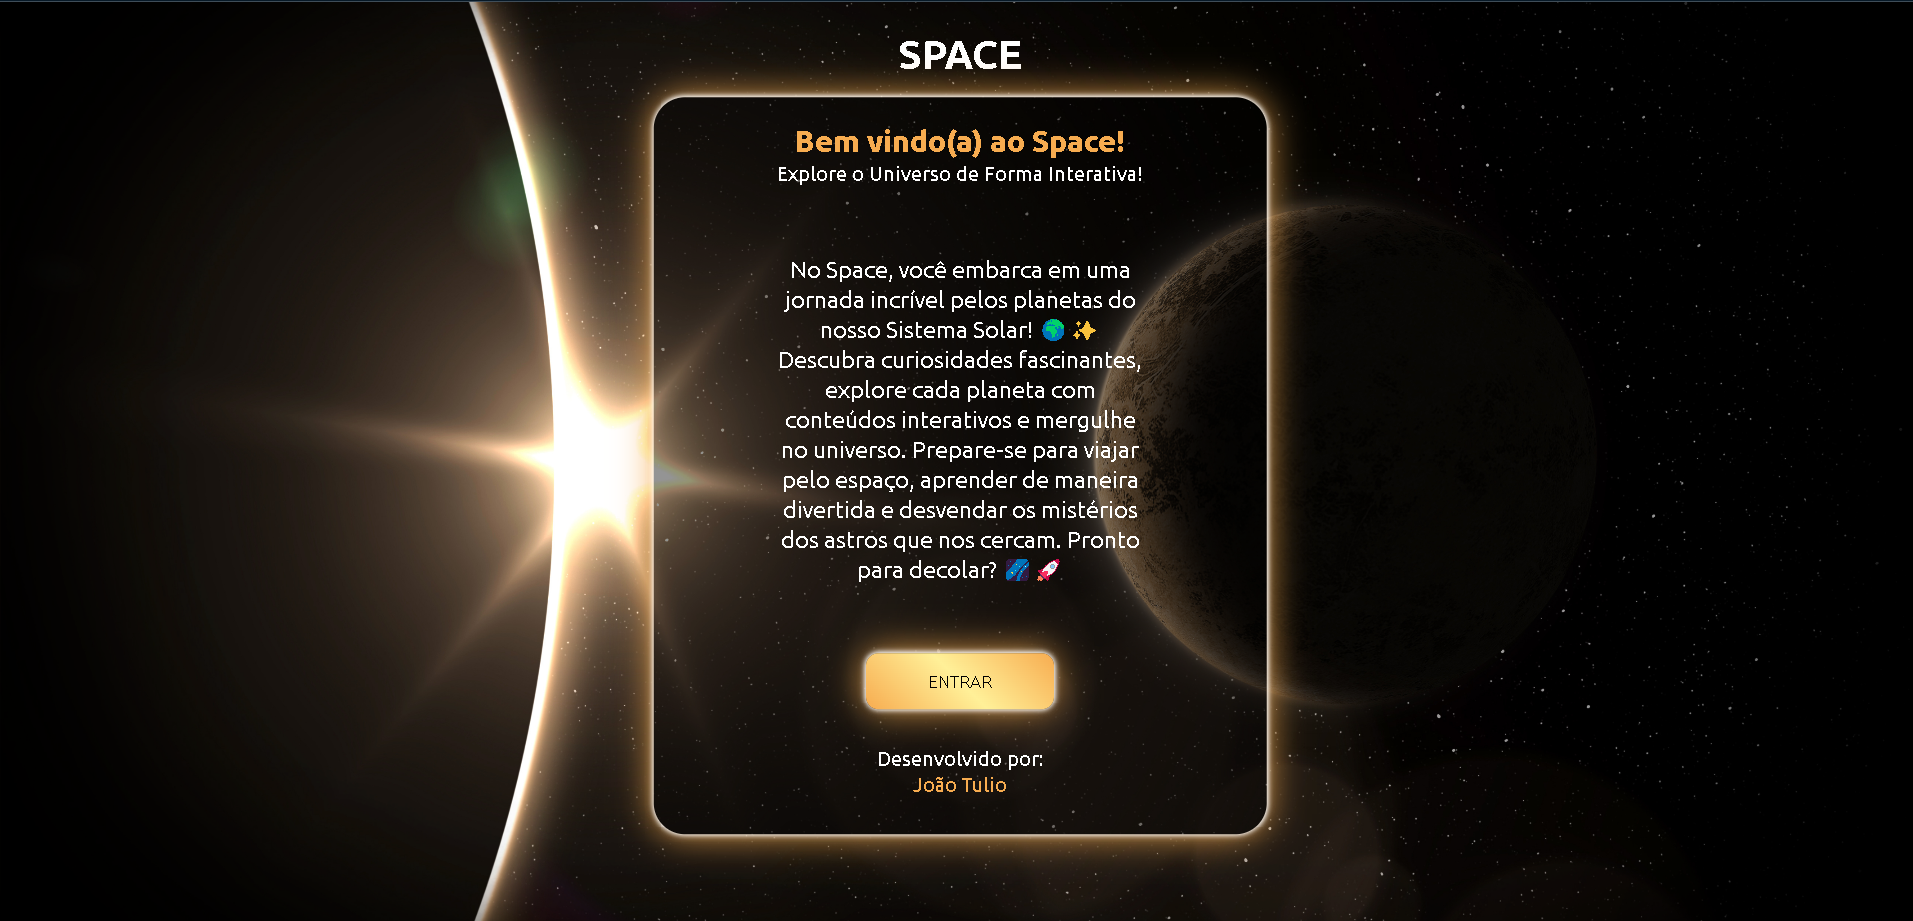 SPACE
Bem vindo(a) ao Space!
Explore o Universo de Forma Interativa!
No Space, você embarca em uma
jornada incrível pelos planetas do
nosso Sistema Solar! 🌍 ✨
Descubra curiosidades fascinantes,
explore cada planeta com
conteúdos interativos e mergulhe
no universo. Prepare-se para viajar
pelo espaço, aprender de maneira
divertida e desvendar os mistérios
dos astros que nos cercam. Pronto
para decolar? 🌌 🚀
ENTRAR
Desenvolvido por:
João Tulio